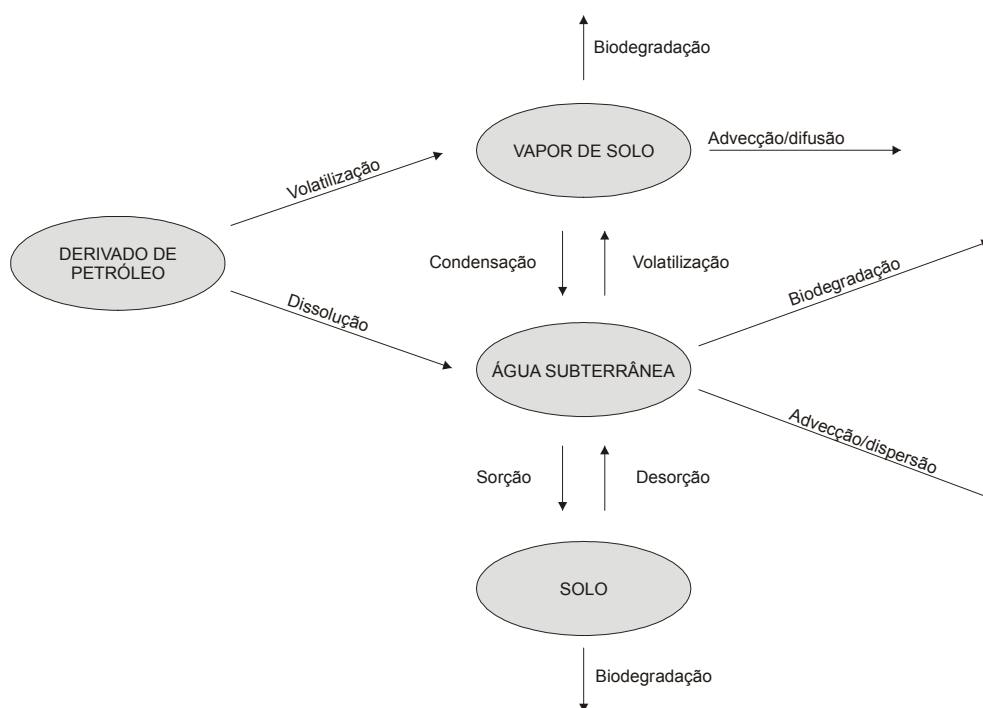 Biodegradação
VAPOR DE SOLO
Advecção/difusão
Volatilização
DERIVADO DE
PETRÓLEO
Condensação
Volatilização
Biodegradação
Dissolução
ÁGUA SUBTERRÂNEA
Advecção/dispersão
Sorção
Desorção
SOLO
Biodegradação